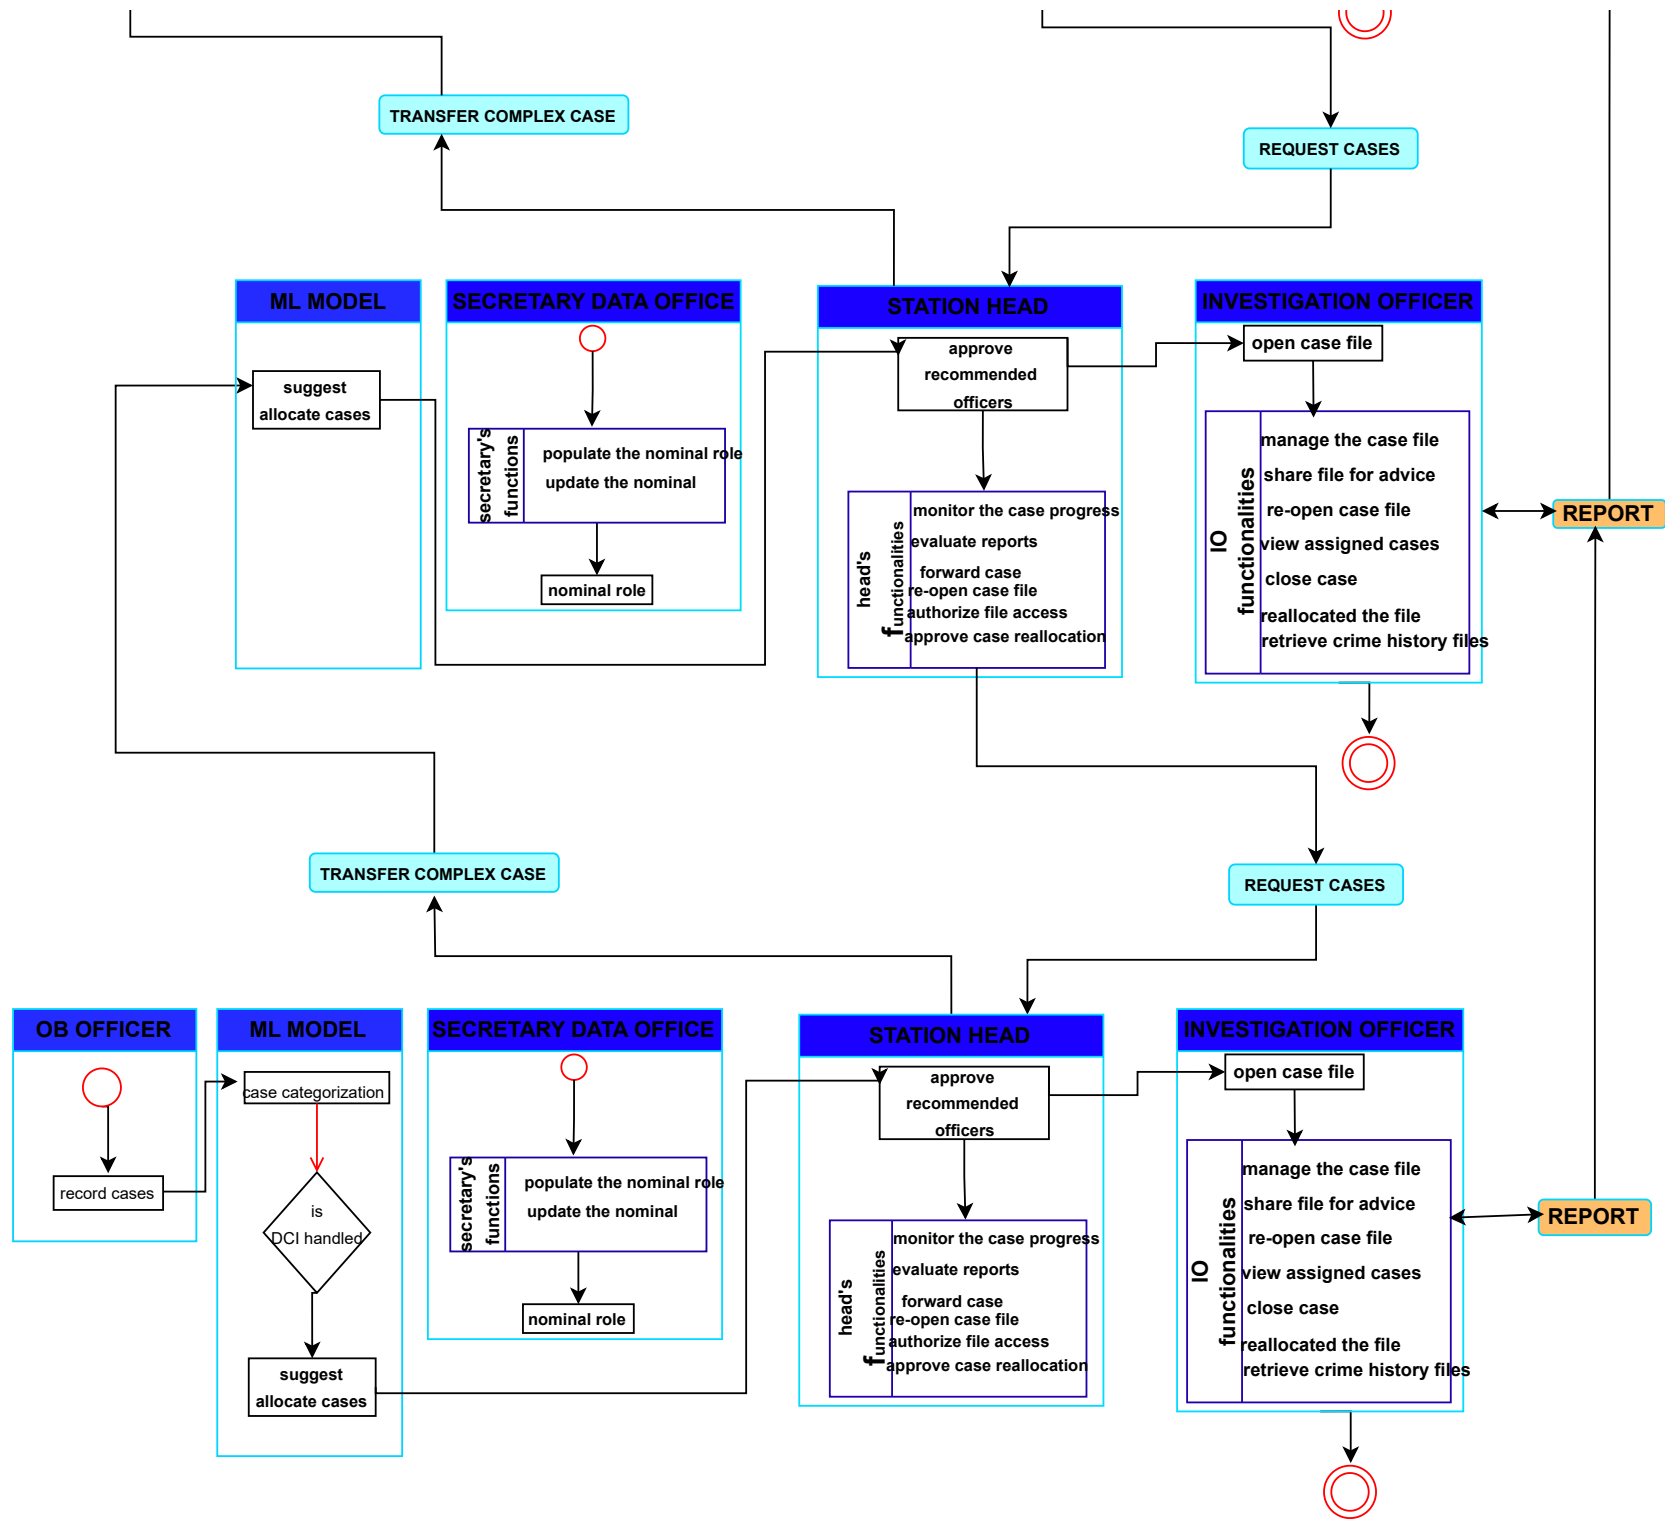 TRANSFER COMPLEX CASE
REQUEST CASES
ML MODEL
suggest
allocate cases
SECRETARY DATA OFFICE
secretary's
functions
populate the nominal role
update the nominal
nominal role
STATION HEAD
approve
recommended
officers
head's
functionalities
monitor the case progress
evaluate reports
forward case
re-open case file
authorize file access
approve case reallocation
INVESTIGATION OFFICER
open case file
IO
functionalities
manage the case file
share file for advice
re-open case file
view assigned cases
close case
reallocated the file
retrieve crime history files
REPORT
TRANSFER COMPLEX CASE
REQUEST CASES
OB OFFICER
record cases
ML MODEL
case categorization
is
DCI handled
suggest
allocate cases
SECRETARY DATA OFFICE
secretary's
functions
populate the nominal role
update the nominal
nominal role
STATION HEAD
approve
recommended
officers
head's
functionalities
monitor the case progress
evaluate reports
forward case
re-open case file
authorize file access
approve case reallocation
INVESTIGATION OFFICER
open case file
IO
functionalities
manage the case file
share file for advice
re-open case file
view assigned cases
close case
reallocated the file
retrieve crime history files
REPORT